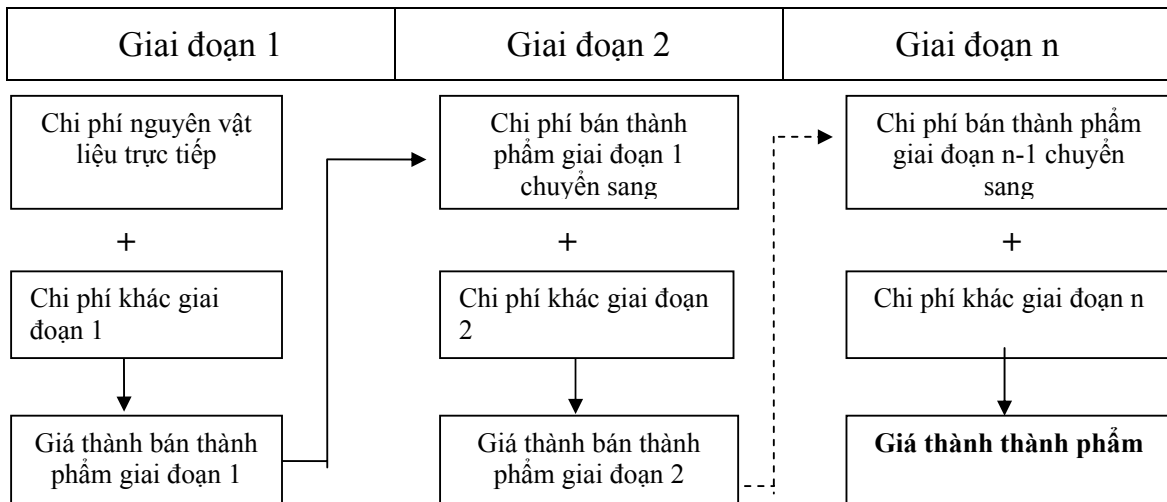 Giai đoạn 1
Giai đoạn 2
Giai đoạn n
Chi phí nguyên vật
liệu trực tiếp
Chi phí bán thành
phẩm giai đoạn 1
chuyển sang
Chi phí bán thành phẩm
giai đoạn n-1 chuyển
sang
+
+
+
Chi phí khác giai
đoạn 1
Chi phí khác giai đoạn
2
Chi phí khác giai đoạn n
Giá thành bán thành
phẩm giai đoạn 1
Giá thành bán thành
phẩm giai đoạn 2
Giá thành thành phẩm